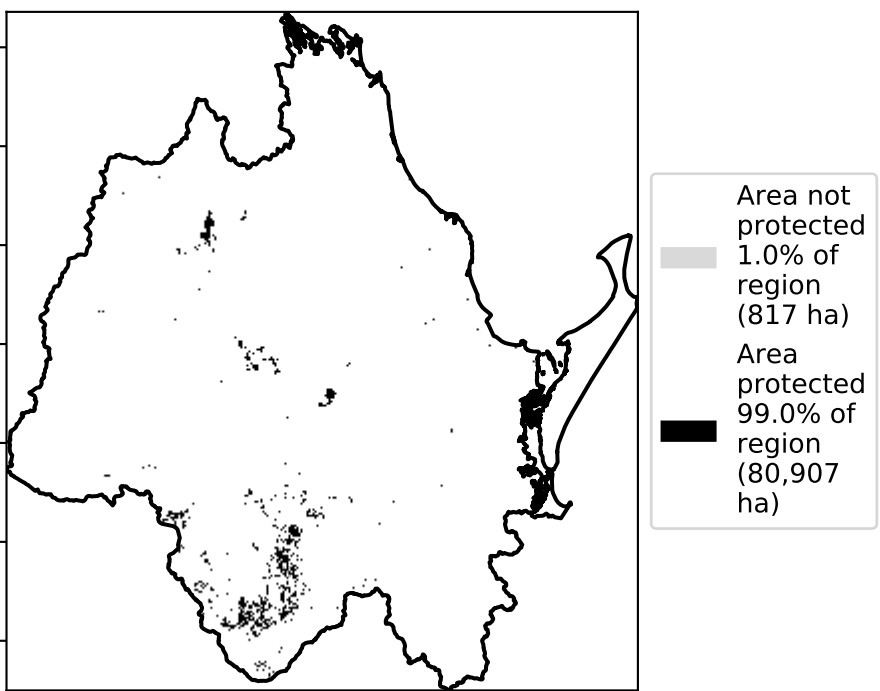 Area not
protected
1.0% of
region
(817 ha)
Area
protected
99.0% of
region
(80,907
ha)